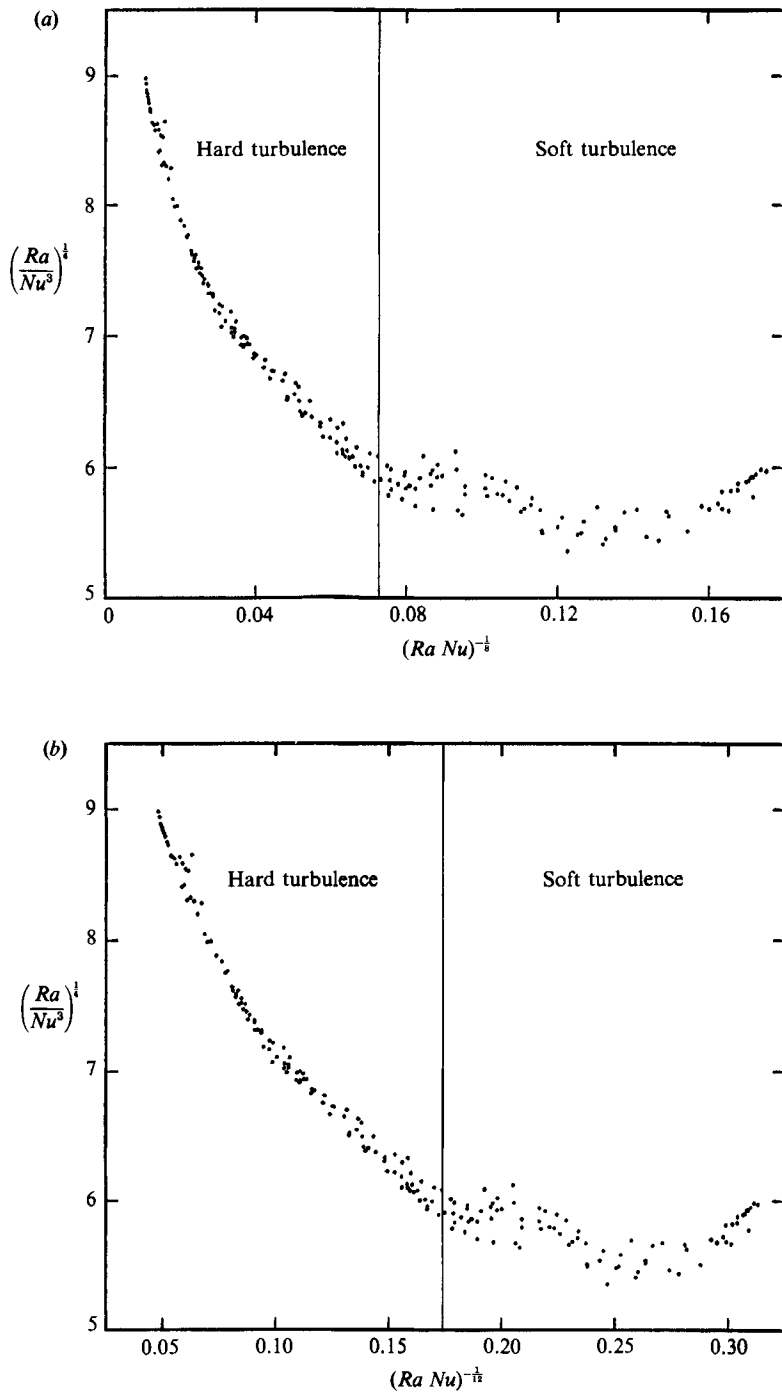 (a)
9
8
7
6
5
(Ra/Nu³)^¼
Hard turbulence Soft turbulence
0 0.04 0.08 0.12 0.16
(Ra Nu)^-⅛
(b)
9
8
7
6
5
(Ra/Nu³)^¼
Hard turbulence Soft turbulence
0.05 0.10 0.15 0.20 0.25 0.30
(Ra Nu)^-1/12